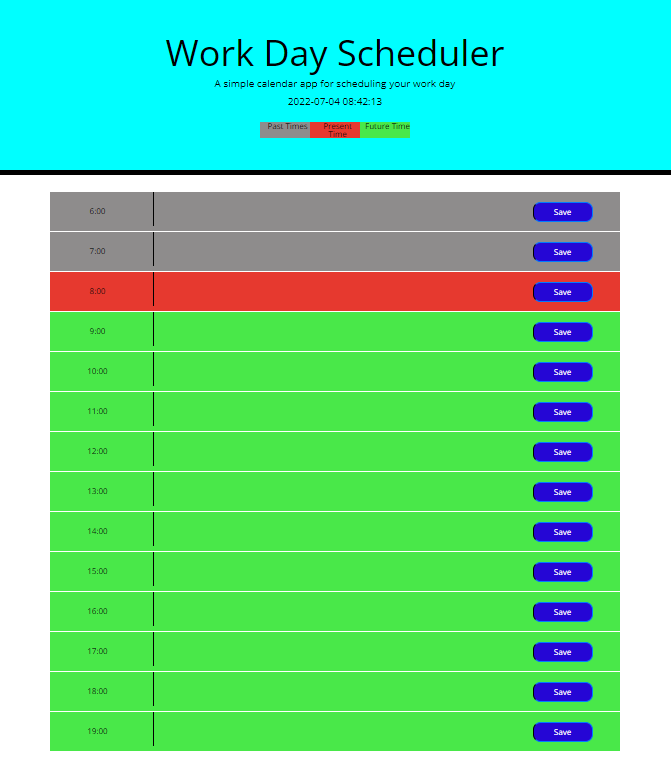 Work Day Scheduler
A simple calendar app for scheduling your work day
2022-07-04 08:42:13
Past Times Present Future Time
Time
6:00 Save
7:00 Save
8:00 Save
9:00 Save
10:00 Save
11:00 Save
12:00 Save
13:00 Save
14:00 Save
15:00 Save
16:00 Save
17:00 Save
18:00 Save
19:00 Save